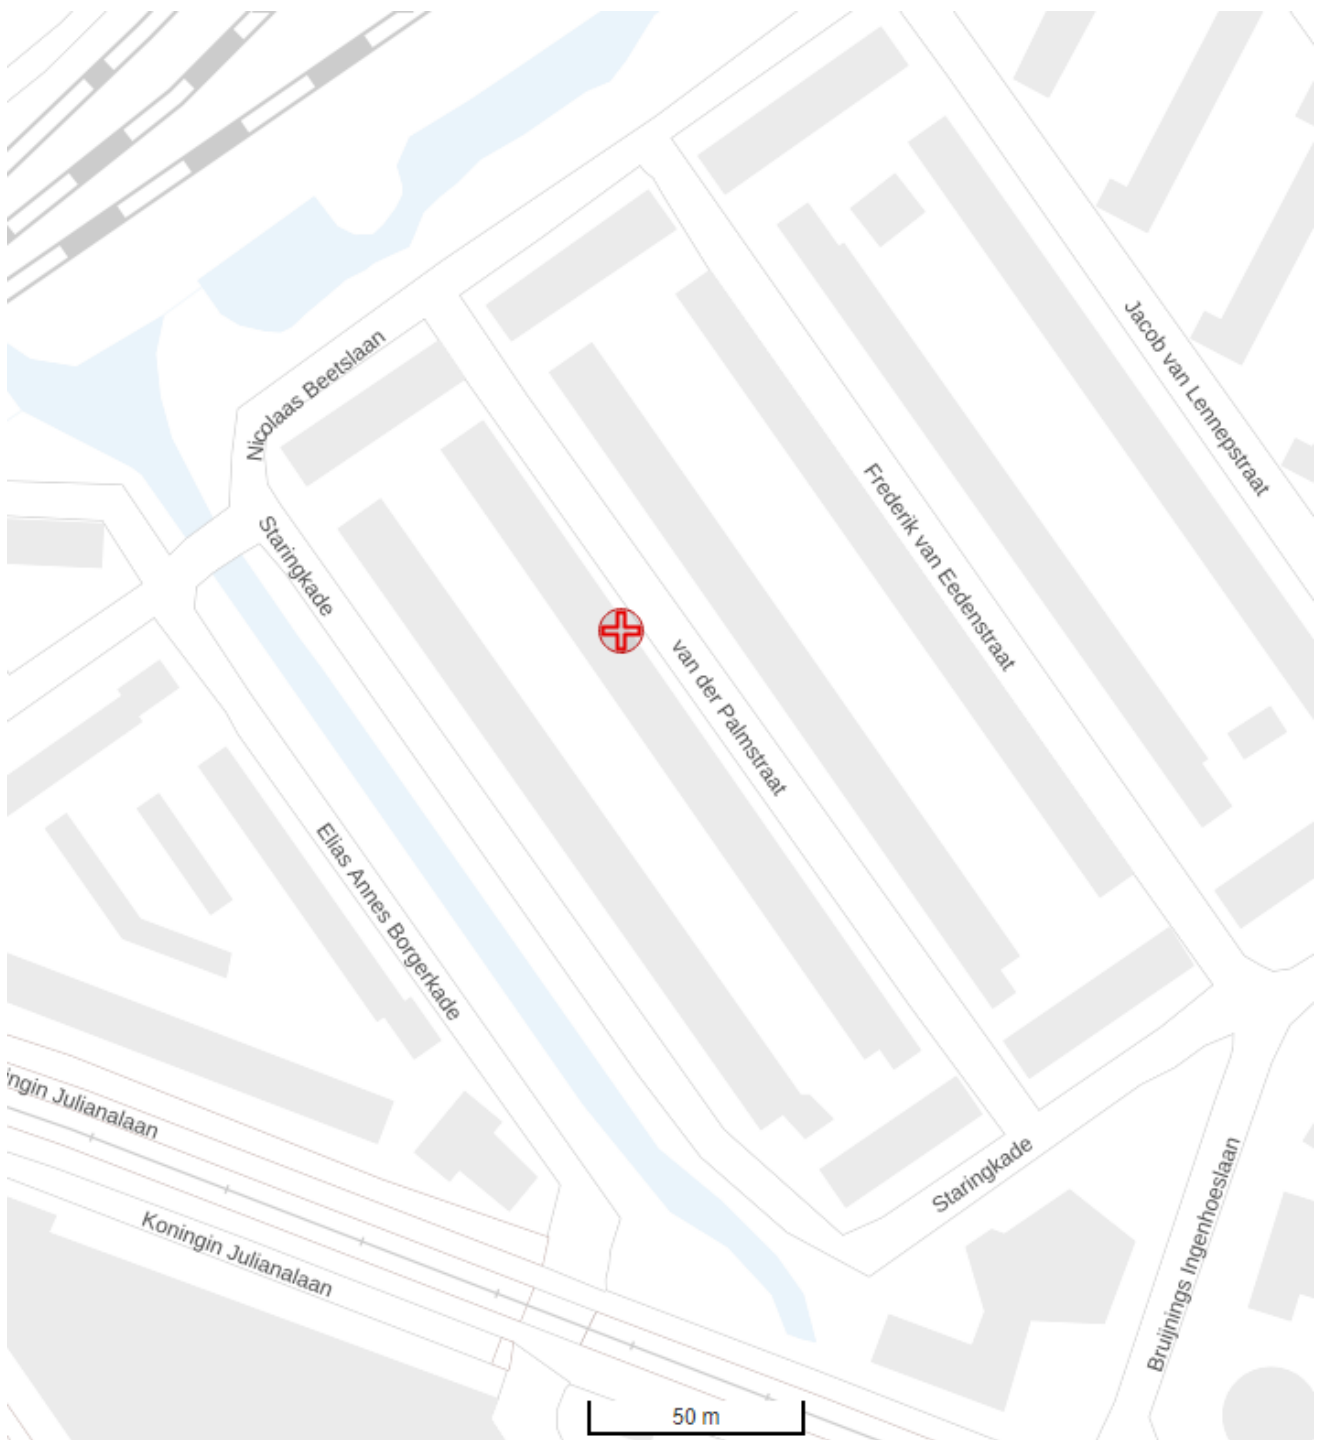 Nicolaas Beetslaan
Jacob van Lennepstraat
Frederik van Eedenstraat
Staringkade
van der Palmstraat
Elias Annes Borgerkade
ingin Julianalaan
Koningin Julianalaan
Staringkade
Bruijnings Ingenhoeslaan
50 m